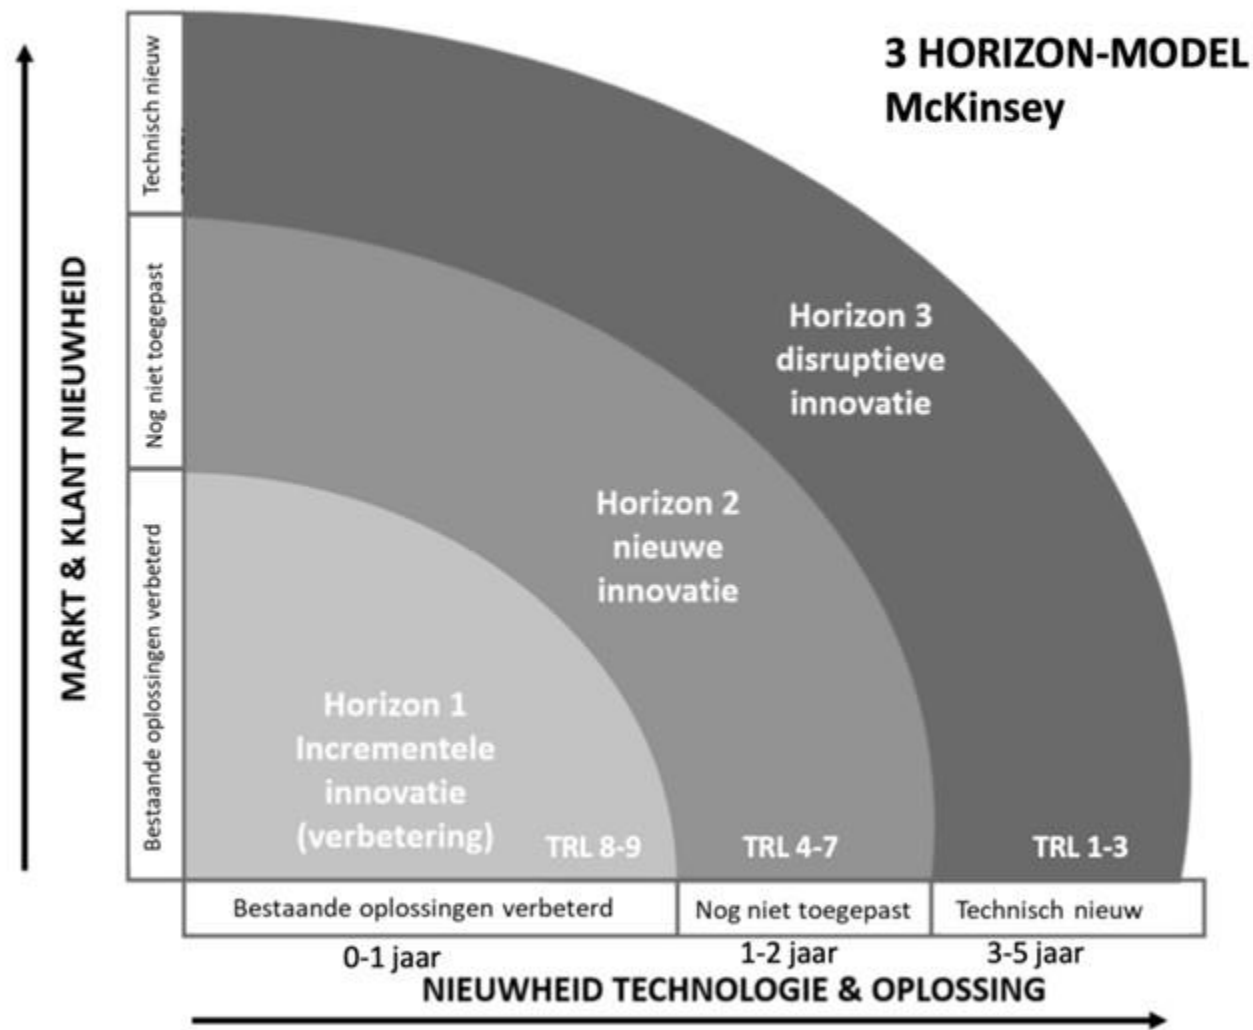 3 HORIZON-MODEL
McKinsey
MARKT & KLANT NIEUWHEID
Technisch nieuw
Nog niet toegepast
Bestaande oplossingen verbeterd
Horizon 3
disruptieve
innovatie
Horizon 2
nieuwe
innovatie
Horizon 1
Incrementele
innovatie
(verbetering)
TRL 8-9
TRL 4-7
TRL 1-3
Bestaande oplossingen verbeterd
Nog niet toegepast
Technisch nieuw
0-1 jaar
1-2 jaar
3-5 jaar
NIEUWHEID TECHNOLOGIE & OPLOSSING